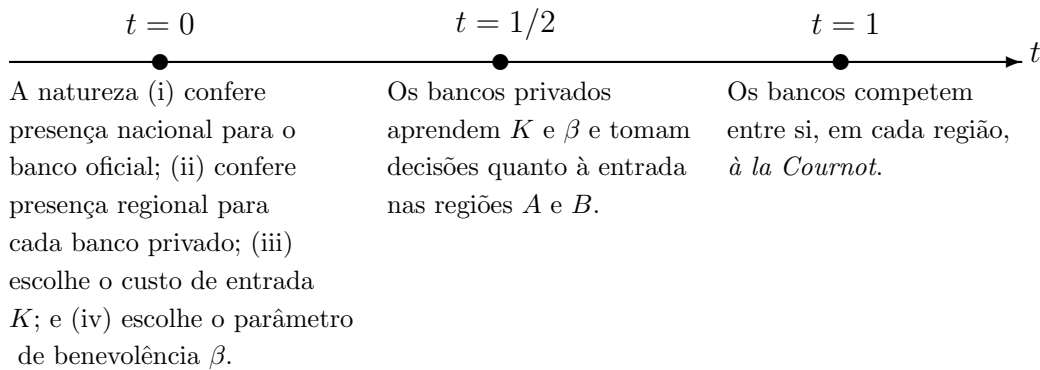 t = 0
t = 1/2
t = 1
t
A natureza (i) confere
presença nacional para o
banco oficial; (ii) confere
presença regional para
cada banco privado; (iii)
escolhe o custo de entrada
K; e (iv) escolhe o parâmetro
de benevolência β.
Os bancos privados
aprendem K e β e tomam
decisões quanto à entrada
nas regiões A e B.
Os bancos competem
entre si, em cada região,
à la Cournot.